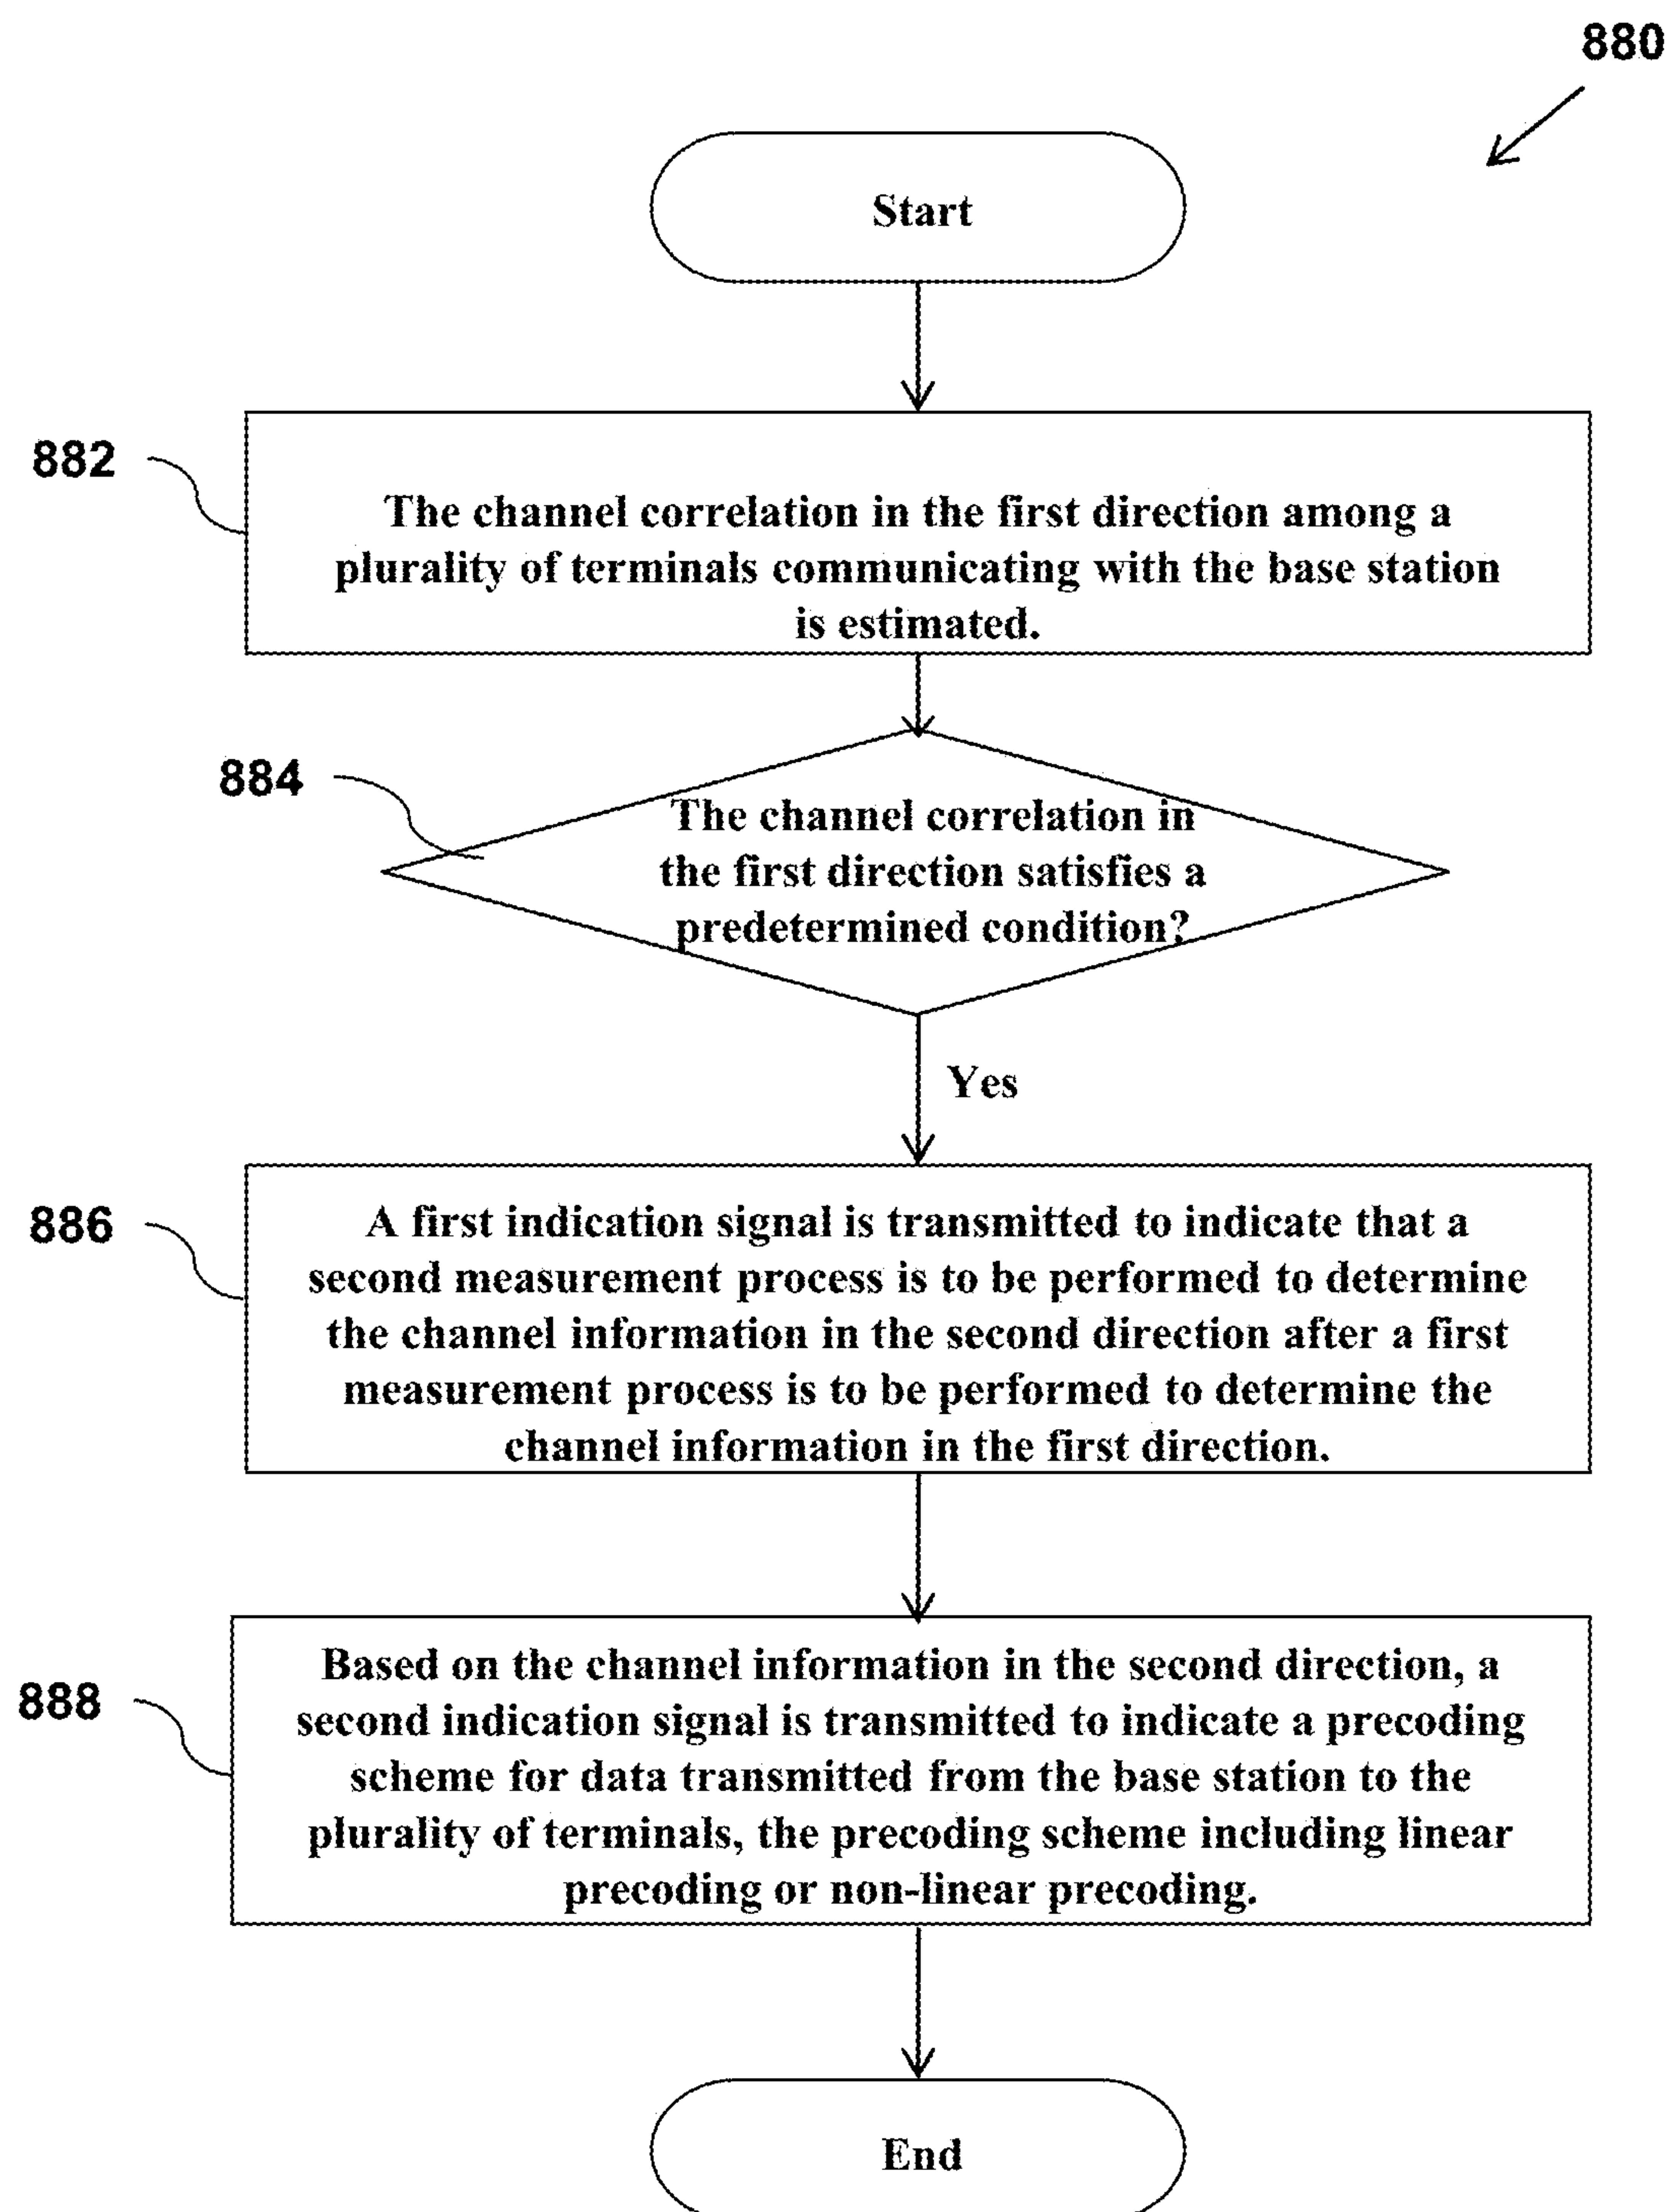 880
Start
882
The channel correlation in the first direction among a
plurality of terminals communicating with the base station
is estimated.
884
The channel correlation in
the first direction satisfies a
predetermined condition?
Yes
886
A first indication signal is transmitted to indicate that a
second measurement process is to be performed to determine
the channel information in the second direction after a first
measurement process is to be performed to determine the
channel information in the first direction.
888
Based on the channel information in the second direction, a
second indication signal is transmitted to indicate a precoding
scheme for data transmitted from the base station to the
plurality of terminals, the precoding scheme including linear
precoding or non-linear precoding.
End